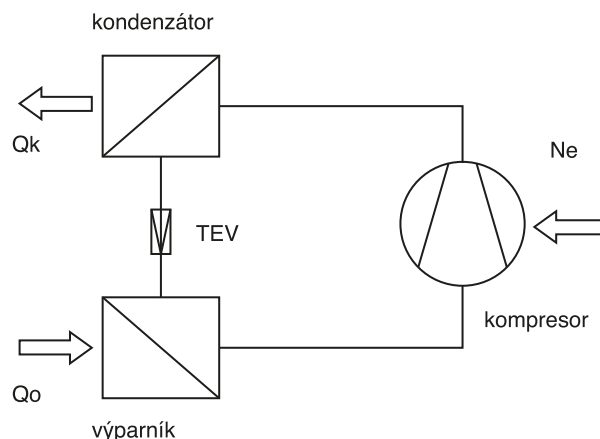 kondenzátor
Qk
Ne
TEV
kompresor
Qo
výparník